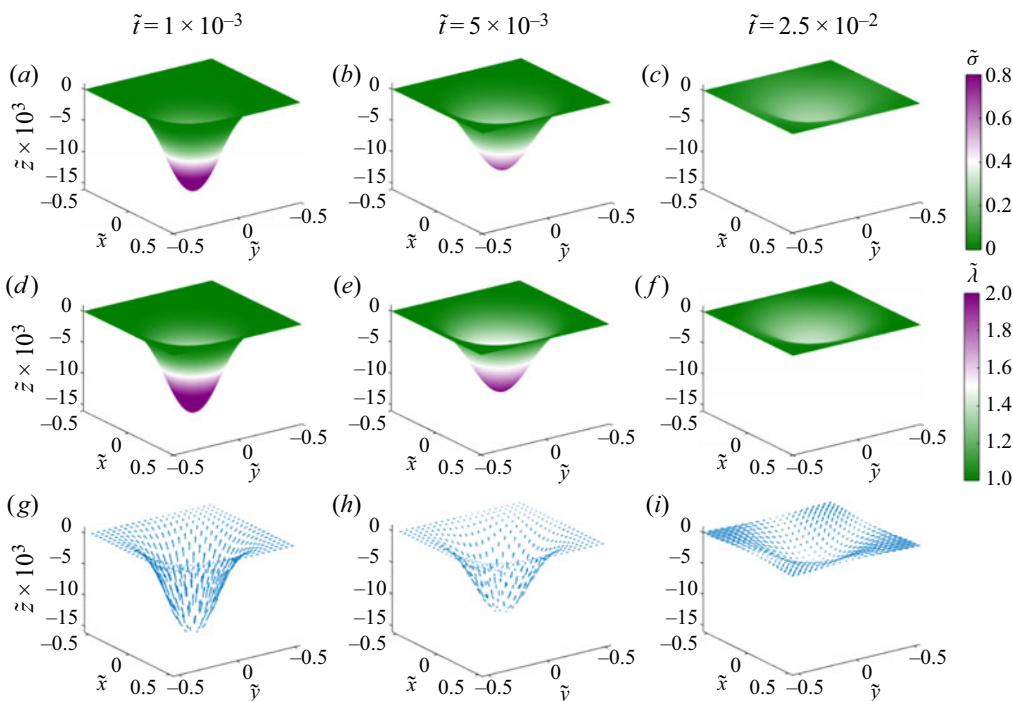 t̃ = 1 × 10⁻³ t̃ = 5 × 10⁻³ t̃ = 2.5 × 10⁻²
(a) (b) (c) σ̃
0 0 0 0.8
–5 –5 –5 0.6
z̃ × 10³ –10 –10 –10 0.4
–15 –15 –15 0.2
–0.5 –0.5 –0.5 –0.5 –0.5 –0.5
0 0 0 0 0 0 0
x̃ 0.5 –0.5 ỹ x̃ 0.5 –0.5 ỹ x̃ 0.5 –0.5 ỹ
(d) (e) (f) λ̃
0 0 0 2.0
–5 –5 –5 1.8
z̃ × 10³ –10 –10 –10 1.6
–15 –15 –15 1.4
–0.5 –0.5 –0.5 –0.5 –0.5 –0.5 1.2
0 0 0 0 0 0
x̃ 0.5 –0.5 ỹ x̃ 0.5 –0.5 ỹ x̃ 0.5 –0.5 ỹ 1.0
(g) (h) (i)
0 0 0
–5 –5 –5
z̃ × 10³ –10 –10 –10
–15 –15 –15
–0.5 –0.5 –0.5 –0.5 –0.5 –0.5
0 0 0 0 0 0
x̃ 0.5 –0.5 ỹ x̃ 0.5 –0.5 ỹ x̃ 0.5 –0.5 ỹ